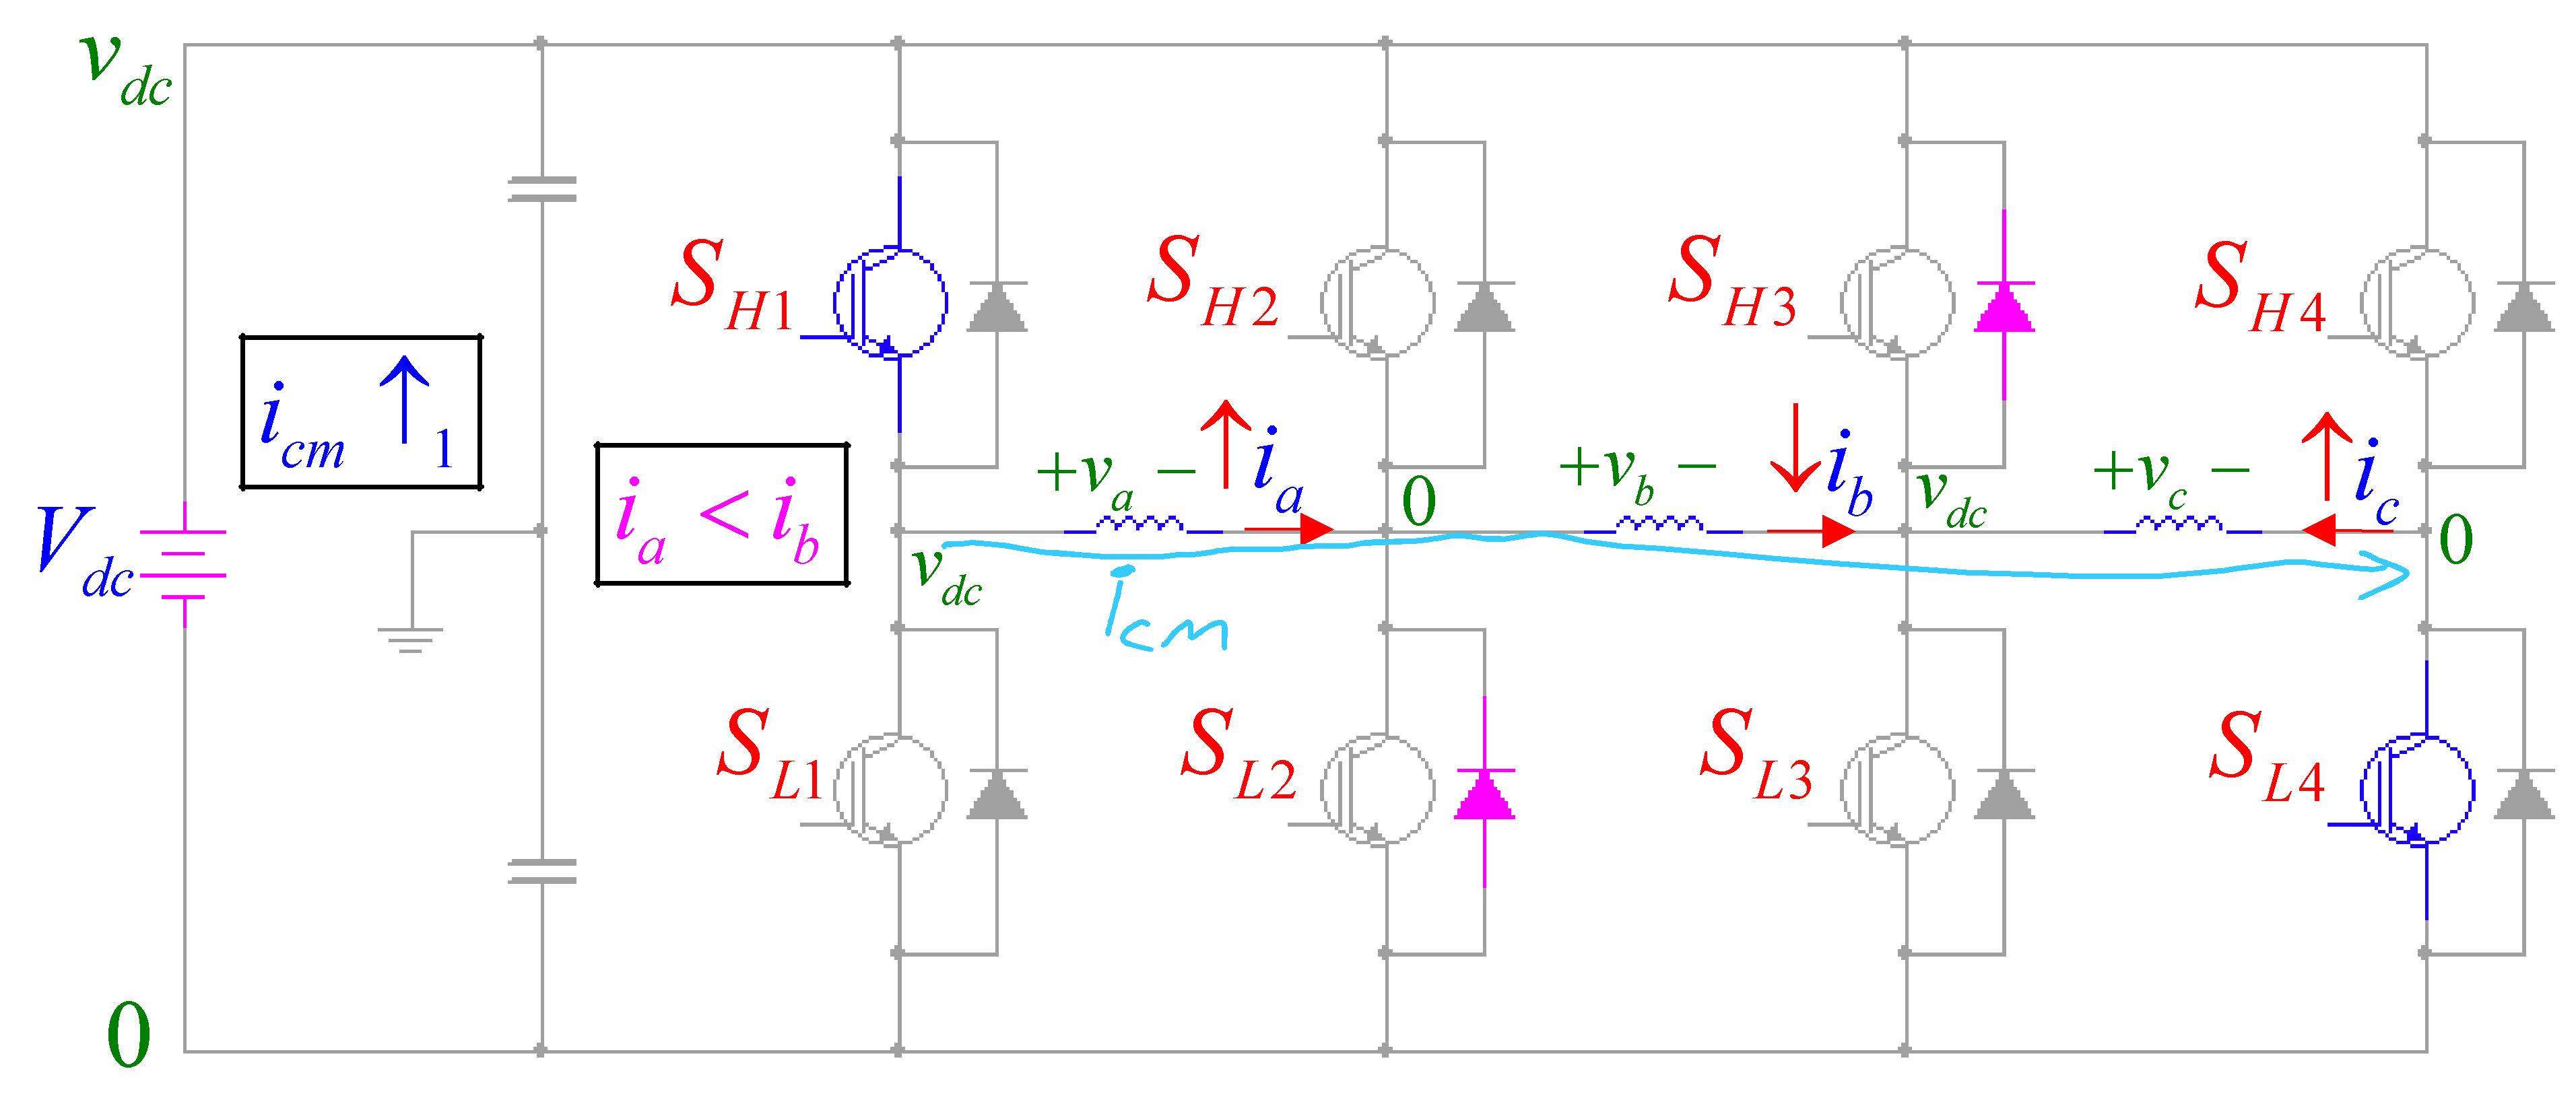 v_dc
S_H1
S_H2
S_H3
S_H4
i_cm ↑_1
i_a < i_b
+v_a − ↑ i_a
0
+v_b − ↓ i_b
v_dc
+v_c − ↑ i_c
V_dc
v_dc
0
i_cm
S_L1
S_L2
S_L3
S_L4
0